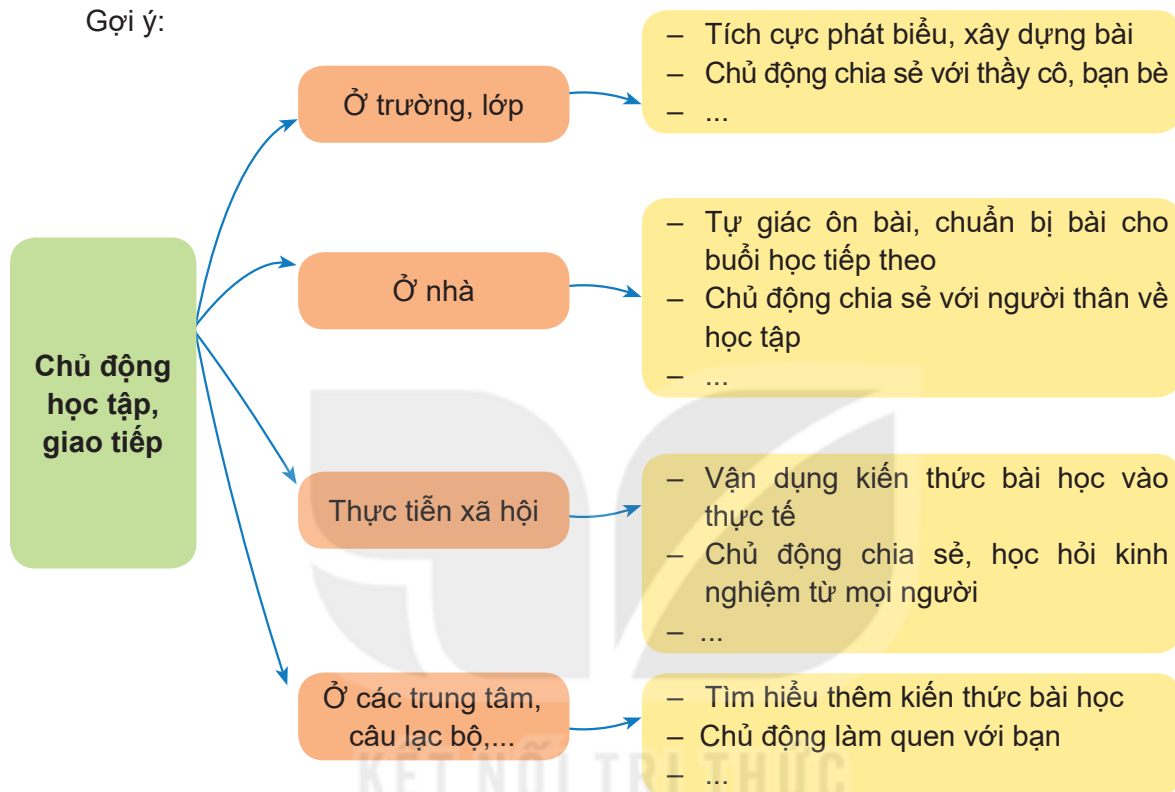 Gợi ý:
Chủ động
học tập,
giao tiếp
Ở trường, lớp
– Tích cực phát biểu, xây dựng bài
– Chủ động chia sẻ với thầy cô, bạn bè
– ...
Ở nhà
– Tự giác ôn bài, chuẩn bị bài cho
buổi học tiếp theo
– Chủ động chia sẻ với người thân về
học tập
– ...
Thực tiễn xã hội
– Vận dụng kiến thức bài học vào
thực tế
– Chủ động chia sẻ, học hỏi kinh
nghiệm từ mọi người
– ...
Ở các trung tâm,
câu lạc bộ,...
– Tìm hiểu thêm kiến thức bài học
– Chủ động làm quen với bạn
– ...
KẾT NỐI TRI THỨC